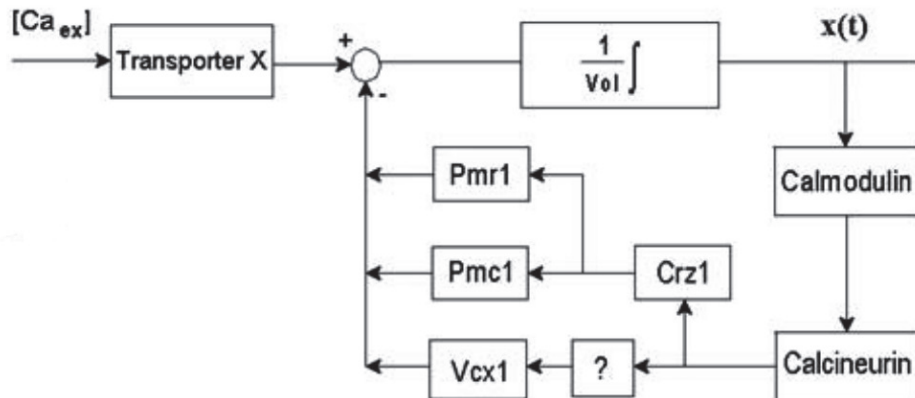 [Ca ex]
Transporter X
+
-
1
Vol ∫
x(t)
Calmodulin
Pmr1
Pmc1
Crz1
Vcx1
?
Calcineurin